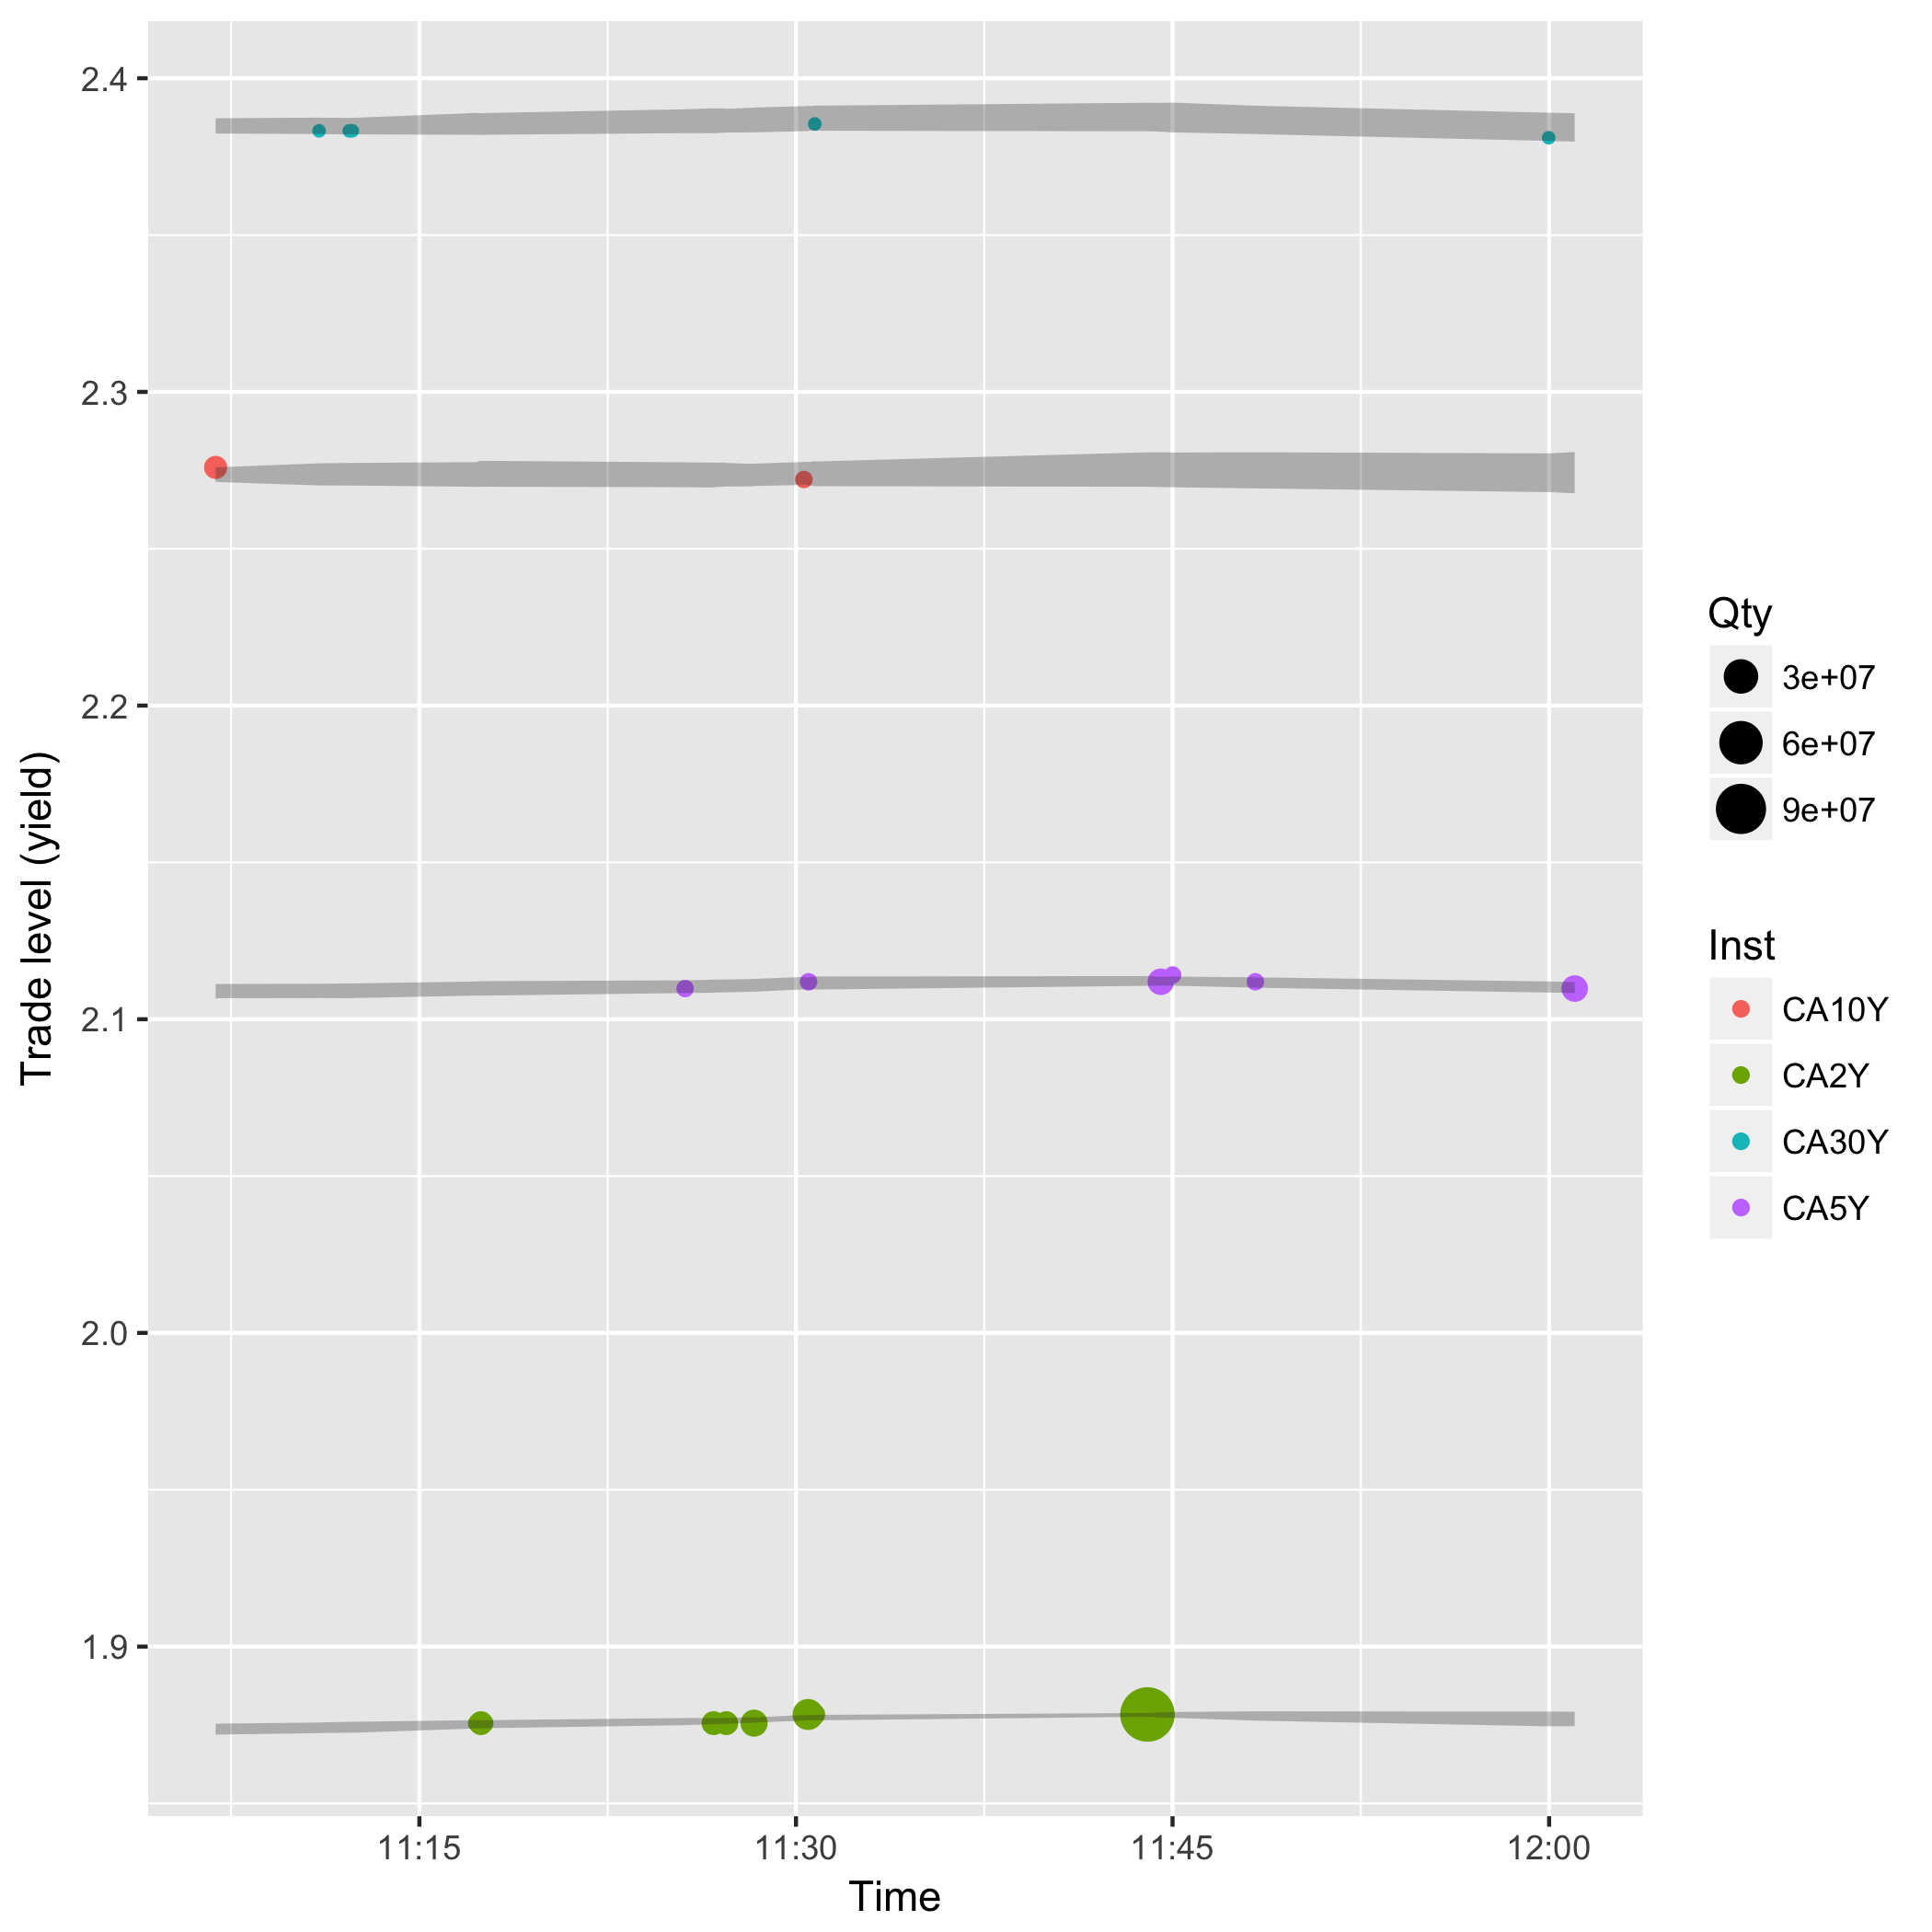 2.4
2.3
2.2
2.1
2.0
1.9
Trade level (yield)
11:15
11:30
11:45
12:00
Time
Qty
3e+07
6e+07
9e+07
Inst
CA10Y
CA2Y
CA30Y
CA5Y